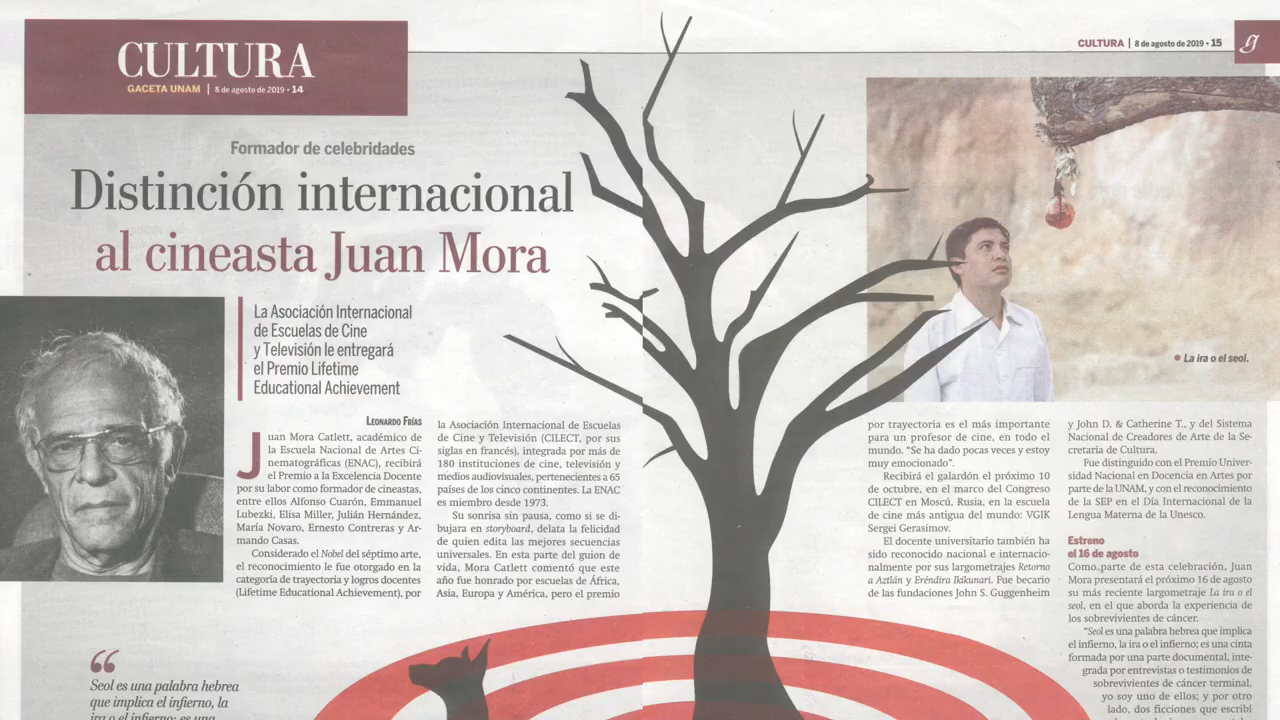 CULTURA
GACETA UNAM | 8 de agosto de 2019 • 14
Formador de celebridades
Distinción internacional
al cineasta Juan Mora
La Asociación Internacional
de Escuelas de Cine
y Televisión le entregará
el Premio Lifetime
Educational Achievement
Leonardo Frías
Juan Mora Catlett, académico de
la Escuela Nacional de Artes Ci-
nematográficas (ENAC), recibirá
el Premio a la Excelencia Docente
por su labor como formador de cineastas,
entre ellos Alfonso Cuarón, Emmanuel
Lubezki, Elisa Miller, Julián Hernández,
María Novaro, Ernesto Contreras y Ar-
mando Casas.
Considerado el Nobel del séptimo arte,
el reconocimiento le fue otorgado en la
categoría de trayectoria y logros docentes
(Lifetime Educational Achievement), por
la Asociación Internacional de Escuelas
de Cine y Televisión (CILECT, por sus
siglas en francés), integrada por más de
180 instituciones de cine, televisión y
medios audiovisuales, pertenecientes a 65
países de los cinco continentes. La ENAC
es miembro desde 1973.
Su sonrisa sin pausa, como si se di-
bujara en storyboard, delata la felicidad
de quien edita las mejores secuencias
universales. En esta parte del guion de
vida, Mora Catlett comentó que este
año fue honrado por escuelas de África,
Asia, Europa y América, pero el premio
“
Seol es una palabra hebrea
que implica el infierno, la
ira o el infierno; es una
CULTURA | 8 de agosto de 2019 • 15
g
• La ira o el seol.
por trayectoria es el más importante
para un profesor de cine, en todo el
mundo. “Se ha dado pocas veces y estoy
muy emocionado”.
Recibirá el galardón el próximo 10
de octubre, en el marco del Congreso
CILECT en Moscú, Rusia, en la escuela
de cine más antigua del mundo: VGIK
Sergei Gerasimov.
El docente universitario también ha
sido reconocido nacional e internacio-
nalmente por sus largometrajes Retorno
a Aztlán y Eréndira Ikikunari. Fue becario
de las fundaciones John S. Guggenheim
y John D. & Catherine T., y del Sistema
Nacional de Creadores de Arte de la Se-
cretaría de Cultura.
Fue distinguido con el Premio Univer-
sidad Nacional en Docencia en Artes por
parte de la UNAM, y con el reconocimiento
de la SEP en el Día Internacional de la
Lengua Materna de la Unesco.
Estreno
el 16 de agosto
Como parte de esta celebración, Juan
Mora presentará el próximo 16 de agosto
su más reciente largometraje La ira o el
seol, en el que aborda la experiencia de
los sobrevivientes de cáncer.
“Seol es una palabra hebrea que implica
el infierno, la ira o el infierno; es una cinta
formada por una parte documental, inte-
grada por entrevistas o testimonios de
sobrevivientes de cáncer terminal,
yo soy uno de ellos; y por otro
lado, dos ficciones que escribí